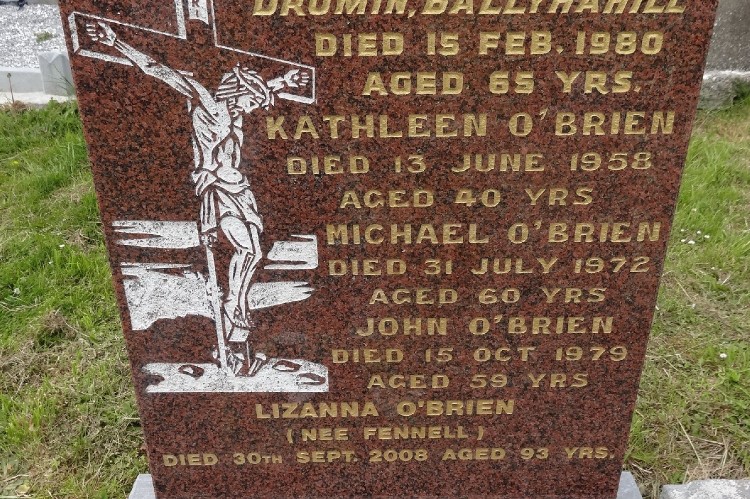 DROMIN, BALLYHAHILL
DIED 15 FEB. 1980
AGED 65 YRS.
KATHLEEN O'BRIEN
DIED 13 JUNE 1958
AGED 40 YRS
MICHAEL O'BRIEN
DIED 31 JULY 1972
AGED 60 YRS
JOHN O'BRIEN
DIED 15 OCT 1979
AGED 59 YRS
LIZANNA O'BRIEN
(NEE FENNELL)
DIED 30TH SEPT. 2008 AGED 93 YRS.